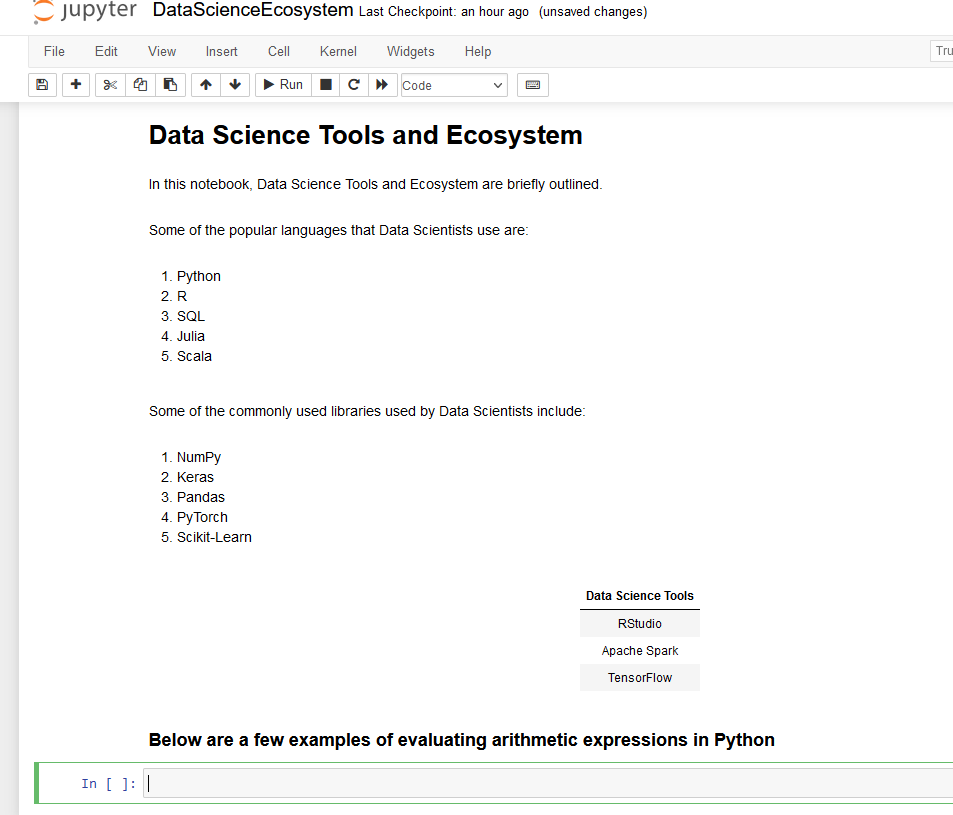 jupyter DataScienceEcosystem Last Checkpoint: an hour ago (unsaved changes)
File Edit View Insert Cell Kernel Widgets Help
Tru
Run Code
Data Science Tools and Ecosystem
In this notebook, Data Science Tools and Ecosystem are briefly outlined.
Some of the popular languages that Data Scientists use are:
1. Python
2. R
3. SQL
4. Julia
5. Scala
Some of the commonly used libraries used by Data Scientists include:
1. NumPy
2. Keras
3. Pandas
4. PyTorch
5. Scikit-Learn
Data Science Tools
RStudio
Apache Spark
TensorFlow
Below are a few examples of evaluating arithmetic expressions in Python
In [ ]: